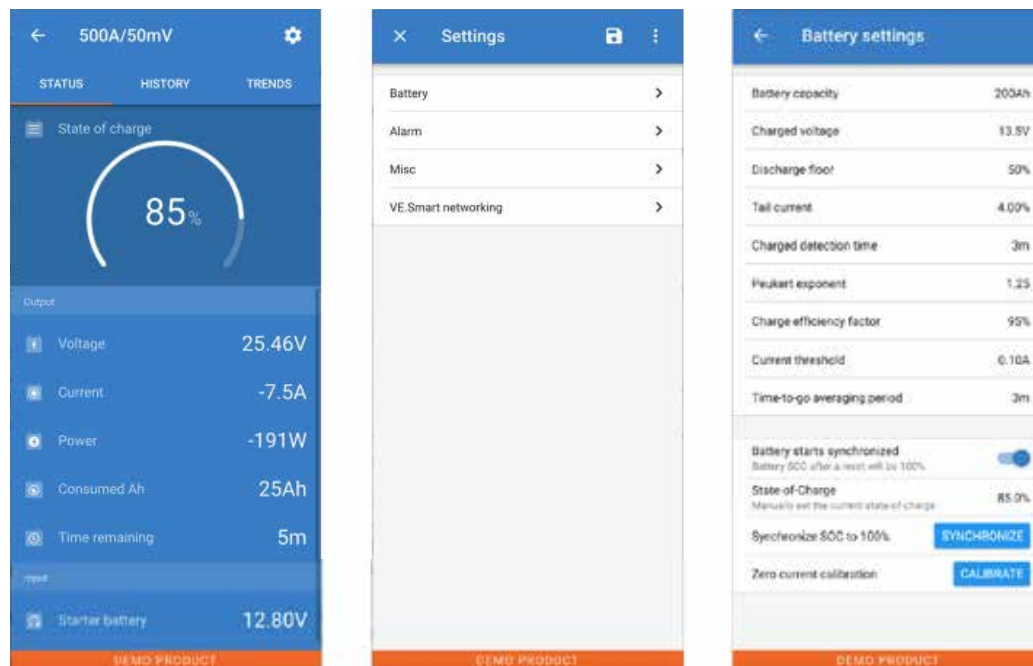 500A/50mV
STATUS HISTORY TRENDS
State of charge
85%
Output
Voltage 25.46V
Current -7.5A
Power -191W
Consumed Ah 25Ah
Time remaining 5m
Input
Starter battery 12.80V
DEMO PRODUCT
Settings
Battery
Alarm
Misc
VE.Smart networking
DEMO PRODUCT
Battery settings
Battery capacity 200Ah
Charged voltage 13.8V
Discharge floor 50%
Tail current 4.00%
Charged detection time 3m
Peukert exponent 1.25
Charge efficiency factor 95%
Current threshold 0.10A
Time-to-go averaging period 3m
Battery starts synchronized
Battery SOC after a reset will be 100%
State-of-Charge 85.0%
Manually set the current state of charge
Synchronize SOC to 100% SYNCHRONIZE
Zero current calibration CALIBRATE
DEMO PRODUCT